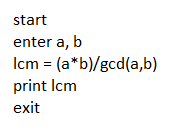 start
enter a, b
lcm = (a*b)/gcd(a,b)
print lcm
exit